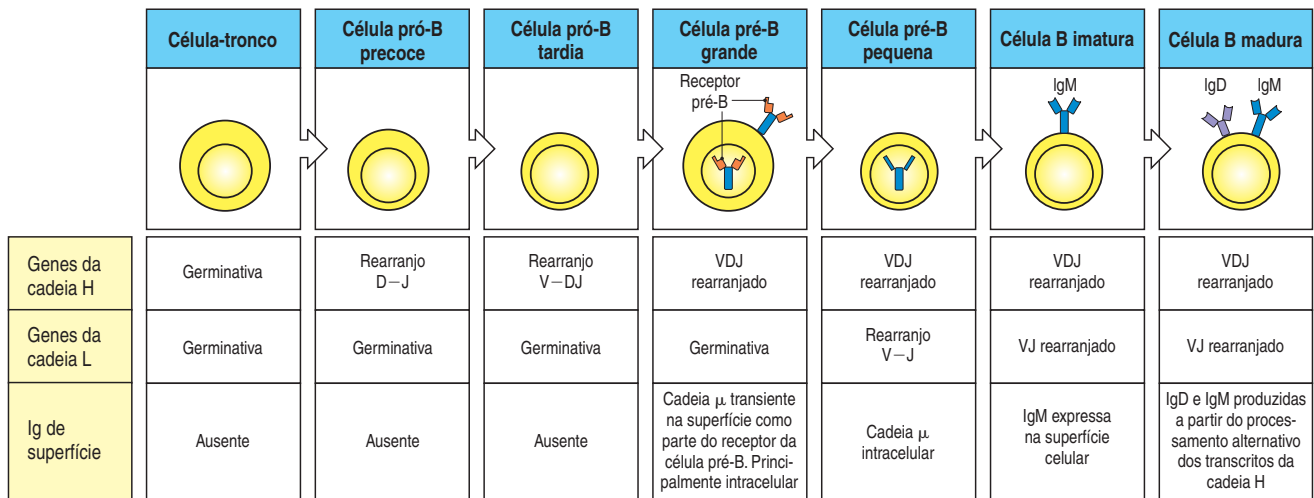 Célula-tronco
Célula pró-B
precoce
Célula pró-B
tardia
Célula pré-B
grande
Célula pré-B
pequena
Célula B imatura
Célula B madura
Receptor
pré-B
IgM
IgD
IgM
Genes da
cadeia H
Germinativa
Rearranjo
D–J
Rearranjo
V–DJ
VDJ
rearranjado
VDJ
rearranjado
VDJ
rearranjado
VDJ
rearranjado
Genes da
cadeia L
Germinativa
Germinativa
Germinativa
Germinativa
Rearranjo
V–J
VJ rearranjado
VJ rearranjado
Ig de
superfície
Ausente
Ausente
Ausente
Cadeia μ transiente
na superfície como
parte do receptor da
célula pré-B. Princi-
palmente intracelular
Cadeia μ
intracelular
IgM expressa
na superfície
celular
IgD e IgM produzidas
a partir do proces-
samento alternativo
dos transcritos da
cadeia H